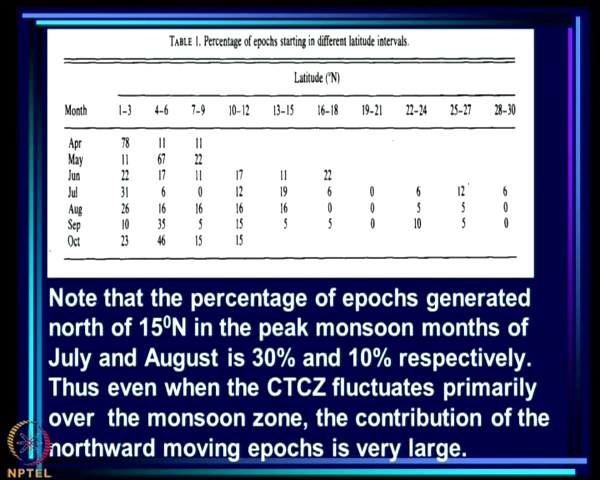 TABLE 1. Percentage of epochs starting in different latitude intervals.
Latitude (°N)
Month 1–3 4–6 7–9 10–12 13–15 16–18 19–21 22–24 25–27 28–30
Apr 78 11 11
May 11 67 22
Jun 22 17 11 17 11 22
Jul 31 6 0 12 19 6 0 6 12 6
Aug 26 16 16 16 16 0 0 5 5 0
Sep 10 35 5 15 5 5 0 10 5 0
Oct 23 46 15 15
Note that the percentage of epochs generated
north of 15⁰N in the peak monsoon months of
July and August is 30% and 10% respectively.
Thus even when the CTCZ fluctuates primarily
over the monsoon zone, the contribution of the
northward moving epochs is very large.
NPTEL